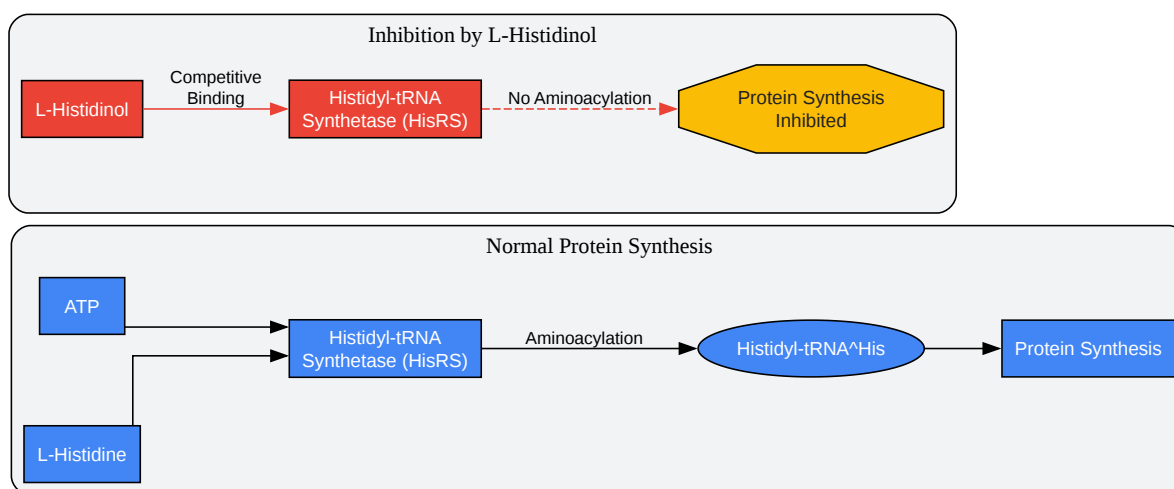 Inhibition by L-Histidinol
L-Histidinol
Competitive
Binding
Histidyl-tRNA
Synthetase (HisRS)
No Aminoacylation
Protein Synthesis
Inhibited
Normal Protein Synthesis
ATP
L-Histidine
Histidyl-tRNA
Synthetase (HisRS)
Aminoacylation
Histidyl-tRNA^His
Protein Synthesis